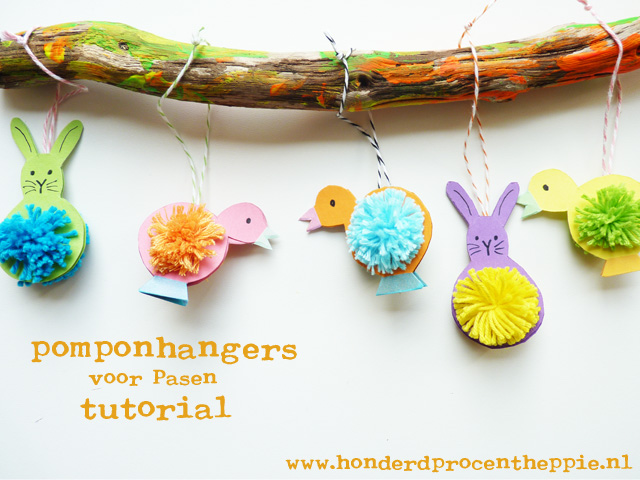 pomponhangers
voor Pasen
tutorial
www.honderdprocentheppie.nl